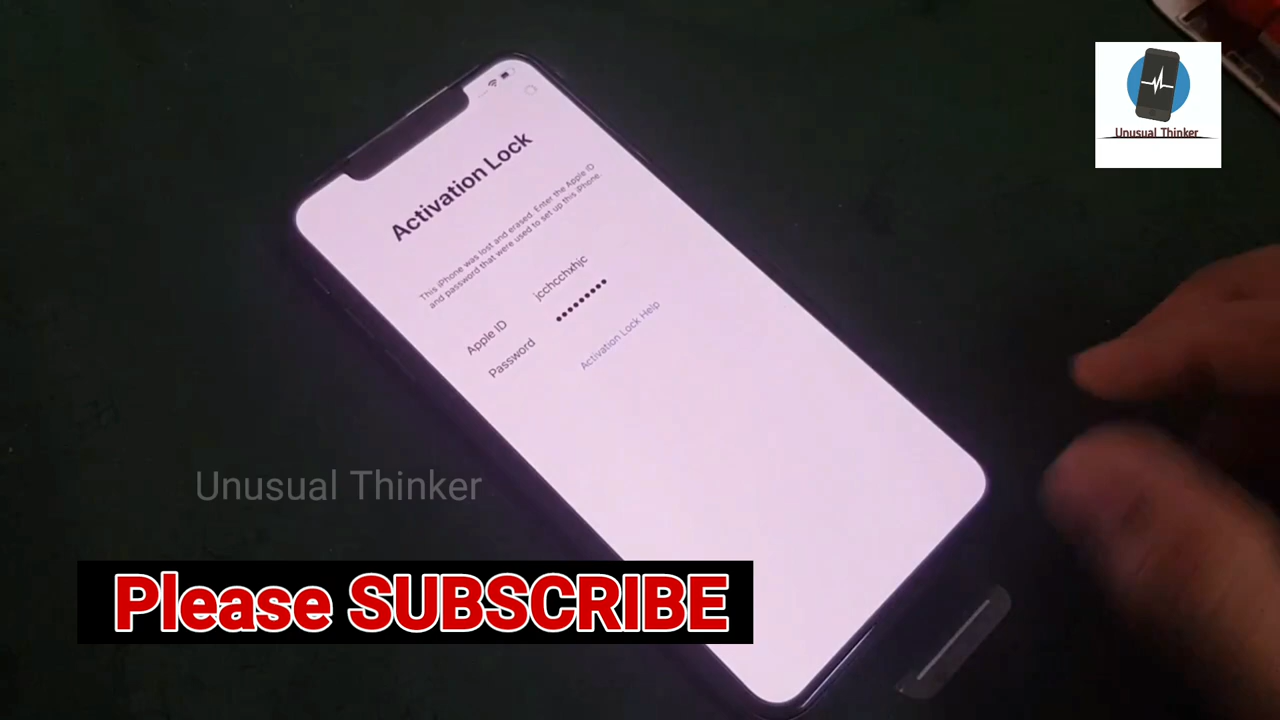 Unusual Thinker
Activation Lock
This iPhone was lost and erased. Enter the Apple ID
and password that were used to set up this iPhone.
Apple ID jcchcchxhjc
Password •••••••••
Activation Lock Help
Unusual Thinker
Please SUBSCRIBE